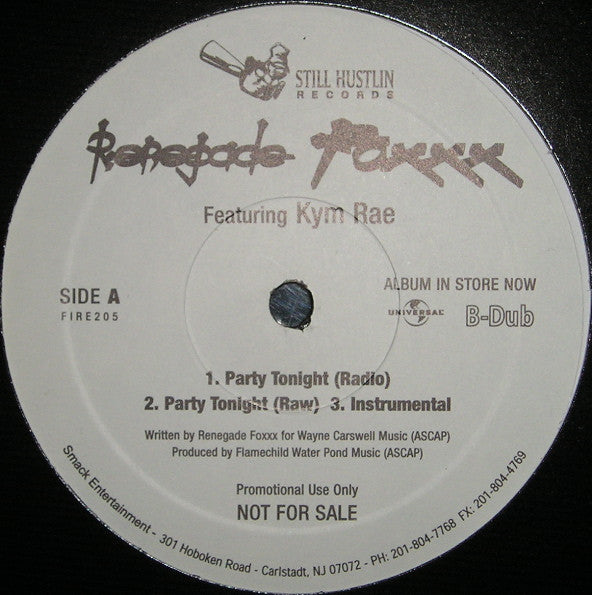 STILL HUSTLIN
RECORDS
Renegade Foxxx
Featuring Kym Rae
SIDE A
FIRE205
ALBUM IN STORE NOW
UNIVERSAL B-Dub
1. Party Tonight (Radio)
2. Party Tonight (Raw) 3. Instrumental
Written by Renegade Foxxx for Wayne Carswell Music (ASCAP)
Produced by Flamechild Water Pond Music (ASCAP)
Promotional Use Only
NOT FOR SALE
Smack Entertainment - 301 Hoboken Road - Carlstadt, NJ 07072 - PH: 201-804-7768 FX: 201-804-4769